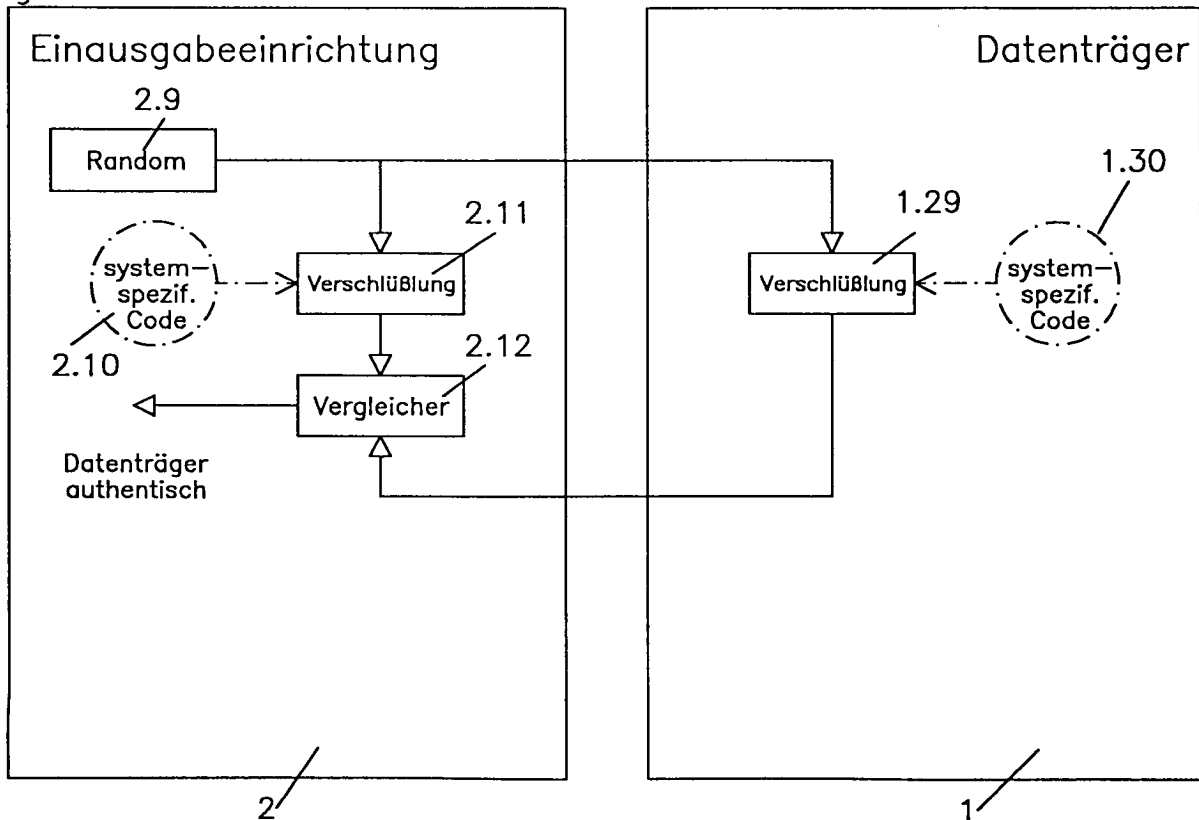 Einausgabeeinrichtung
Datenträger
2.9
Random
1.30
2.11
1.29
system-
spezif.
Code
Verschlüßlung
Verschlüßlung
system-
spezif.
Code
2.10
2.12
Vergleicher
Datenträger
authentisch
2
1